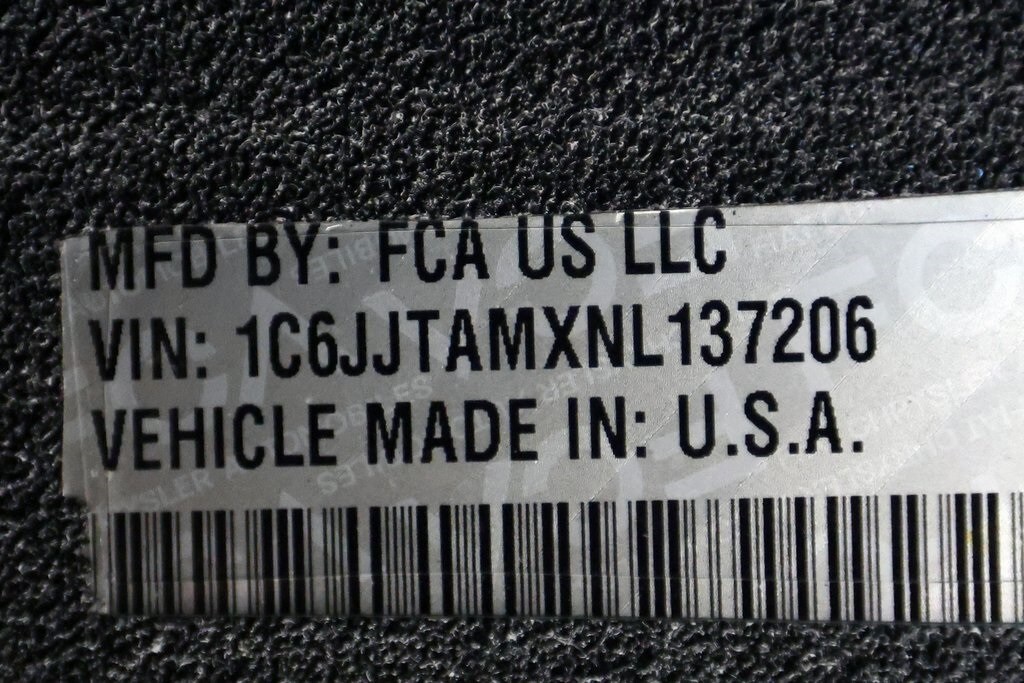 MFD BY: FCA US LLC
VIN: 1C6JJTAMXNL137206
VEHICLE MADE IN: U.S.A.